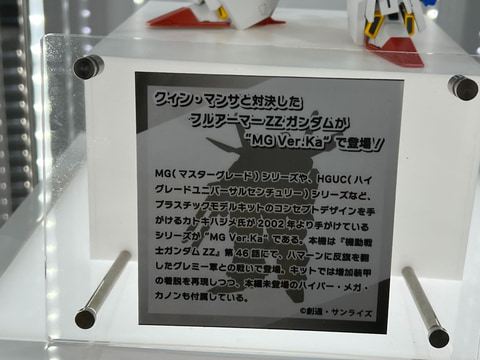 クィン・マンサと対決した
フルアーマーZZガンダムが
“MG Ver.Ka”で登場!
MG(マスターグレード)シリーズや、HGUC(ハイ
グレードユニバーサルセンチュリー)シリーズなど、
プラスチックモデルキットのコンセプトデザインを手
がけるカトキハジメ氏が2002年より手がけている
シリーズが“MG Ver.Ka”である。本機は『機動戦
士ガンダムZZ』第46話にて、ハマーンに反旗を翻
したグレミー軍との戦いで登場。キットでは増加装甲
の着脱を再現しつつ、本編未登場のハイパー・メガ・
カノンも付属している。
©創通・サンライズ